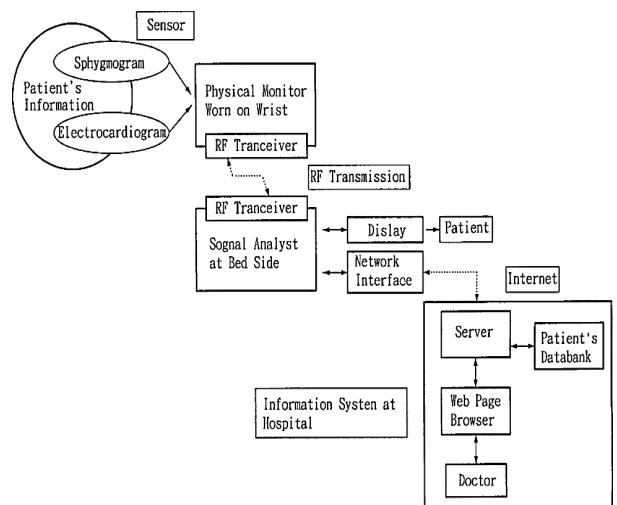 Sensor
Sphygmogram
Patient's
Information
Electrocardiogram
Physical Monitor
Worn on Wrist
RF Tranceiver
RF Transmission
RF Tranceiver
Sognal Analyst
at Bed Side
Dislay
Patient
Network
Interface
Internet
Server
Patient's
Databank
Information Systen at
Hospital
Web Page
Browser
Doctor